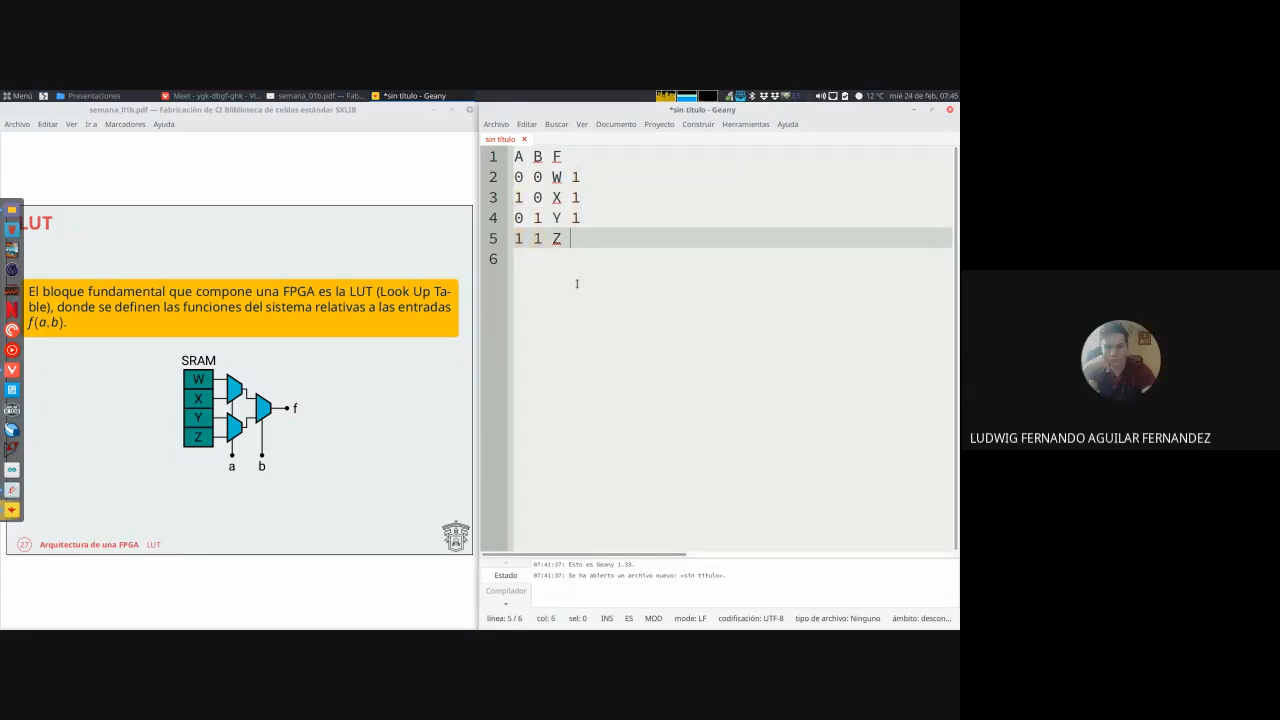 Menú
Presentaciones
Meet - ygk-dbgf-ghk - Vi...
semana_01b.pdf — Fab...
*sin título - Geany
12 °C
mié 24 de feb, 07:45
semana_01b.pdf — Fabricación de CI Biblioteca de celdas estándar SXLIB
Archivo Editar Ver Ir a Marcadores Ayuda
LUT
El bloque fundamental que compone una FPGA es la LUT (Look Up Ta-
ble), donde se definen las funciones del sistema relativas a las entradas
f(a,b).
SRAM
W
X
Y
Z
f
a b
27 Arquitectura de una FPGA LUT
*sin título - Geany
Archivo Editar Buscar Ver Documento Proyecto Construir Herramientas Ayuda
sin título
1 A B F
2 0 0 W 1
3 1 0 X 1
4 0 1 Y 1
5 1 1 Z
6
Estado
Compilador
07:41:37: Esto es Geany 1.33.
07:41:37: Se ha abierto un archivo nuevo: «sin título».
línea: 5 / 6 col: 6 sel: 0 INS ES MOD mode: LF codificación: UTF-8 tipo de archivo: Ninguno ámbito: descon...
LUDWIG FERNANDO AGUILAR FERNANDEZ